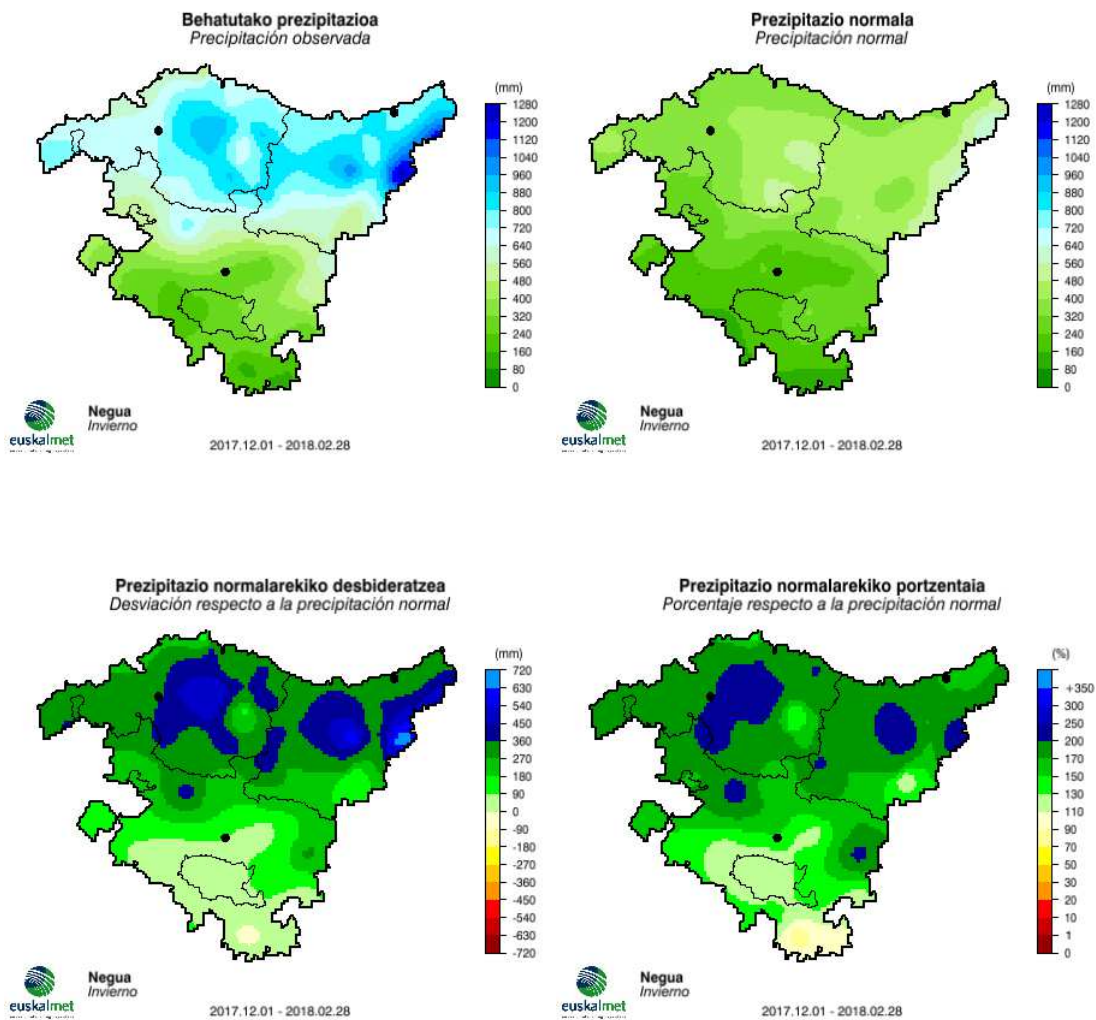 Behatutako prezipitazioa
Precipitación observada
(mm)
1280
1120
1040
960
880
800
720
640
560
480
400
320
240
160
80
0
euskalmet
Negua
Invierno
2017.12.01 - 2018.02.28
Prezipitazio normala
Precipitación normal
(mm)
1280
1120
1040
960
880
800
720
640
560
480
400
320
240
160
80
0
euskalmet
Negua
Invierno
2017.12.01 - 2018.02.28
Prezipitazio normalarekiko desbideratzea
Desviación respecto a la precipitación normal
(mm)
720
630
540
450
360
270
180
90
0
-90
-180
-270
-360
-450
-540
-630
-720
euskalmet
Negua
Invierno
2017.12.01 - 2018.02.28
Prezipitazio normalarekiko portzentaia
Porcentaje respecto a la precipitación normal
(%)
+350
300
250
200
170
150
130
110
90
70
50
30
20
10
1
0
euskalmet
Negua
Invierno
2017.12.01 - 2018.02.28